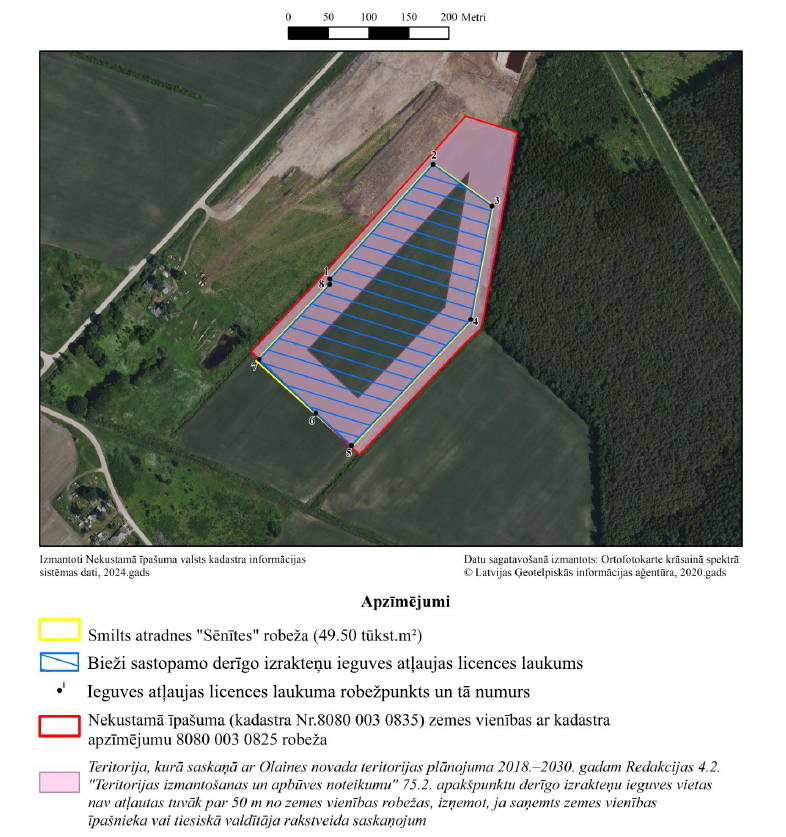 0 50 100 150 200 Metri
2
3
1
8
4
7
6
5
Izmantoti Nekustamā īpašuma valsts kadastra informācijas
sistēmas dati, 2024.gads
Datu sagatavošanā izmantots: Ortofotokarte krāsainā spektrā
© Latvijas Ģeotelpiskās informācijas aģentūra, 2020.gads
Apzīmējumi
Smilts atradnes "Sēnītes" robeža (49.50 tūkst.m²)
Bieži sastopamo derīgo izrakteņu ieguves atļaujas licences laukums
1 Ieguves atļaujas licences laukuma robežpunkts un tā numurs
Nekustamā īpašuma (kadastra Nr.8080 003 0835) zemes vienības ar kadastra
apzīmējumu 8080 003 0825 robeža
Teritorija, kurā saskaņā ar Olaines novada teritorijas plānojuma 2018.–2030. gadam Redakcijas 4.2.
"Teritorijas izmantošanas un apbūves noteikumu" 75.2. apakšpunktu derīgo izrakteņu ieguves vietas
nav atļautas tuvāk par 50 m no zemes vienības robežas, izņemot, ja saņemts zemes vienības
īpašnieka vai tiesiskā valdītāja rakstveida saskaņojum